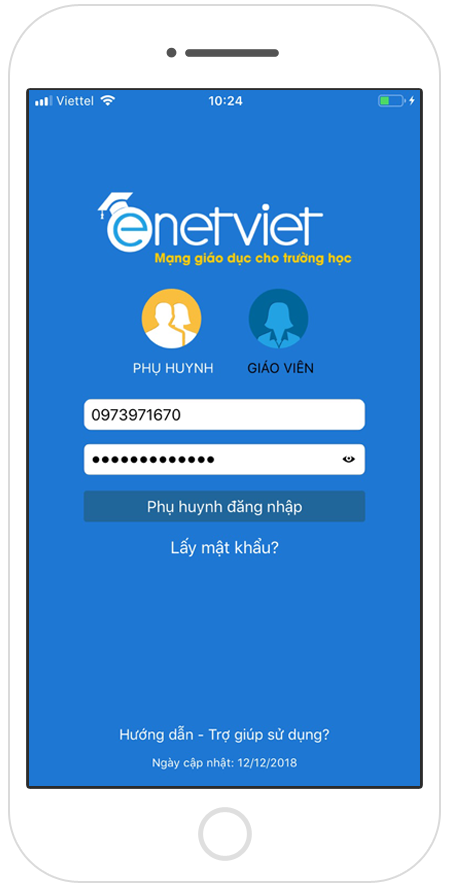 Viettel 10:24
enetviet
Mạng giáo dục cho trường học
PHỤ HUYNH GIÁO VIÊN
0973971670
•••••••••••••
Phụ huynh đăng nhập
Lấy mật khẩu?
Hướng dẫn - Trợ giúp sử dụng?
Ngày cập nhật: 12/12/2018